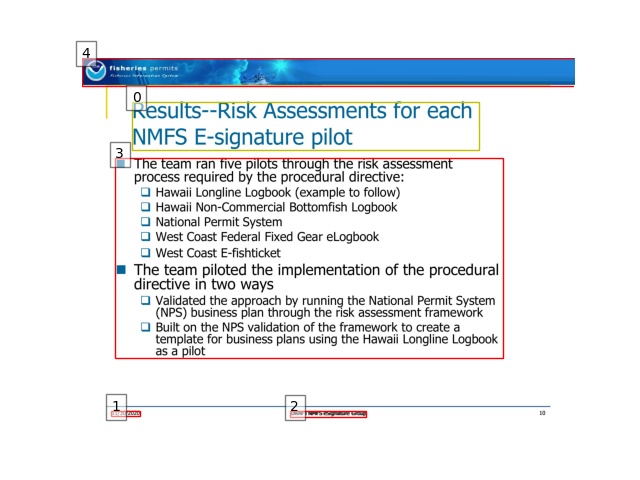 4
fisheries permits
Fisheries Information System
0
Results--Risk Assessments for each
NMFS E-signature pilot
3
The team ran five pilots through the risk assessment
process required by the procedural directive:
Hawaii Longline Logbook (example to follow)
Hawaii Non-Commercial Bottomfish Logbook
National Permit System
West Coast Federal Fixed Gear eLogbook
West Coast E-fishticket
The team piloted the implementation of the procedural
directive in two ways
Validated the approach by running the National Permit System
(NPS) business plan through the risk assessment framework
Built on the NPS validation of the framework to create a
template for business plans using the Hawaii Longline Logbook
as a pilot
1
2
NMFS eSignature Group
10